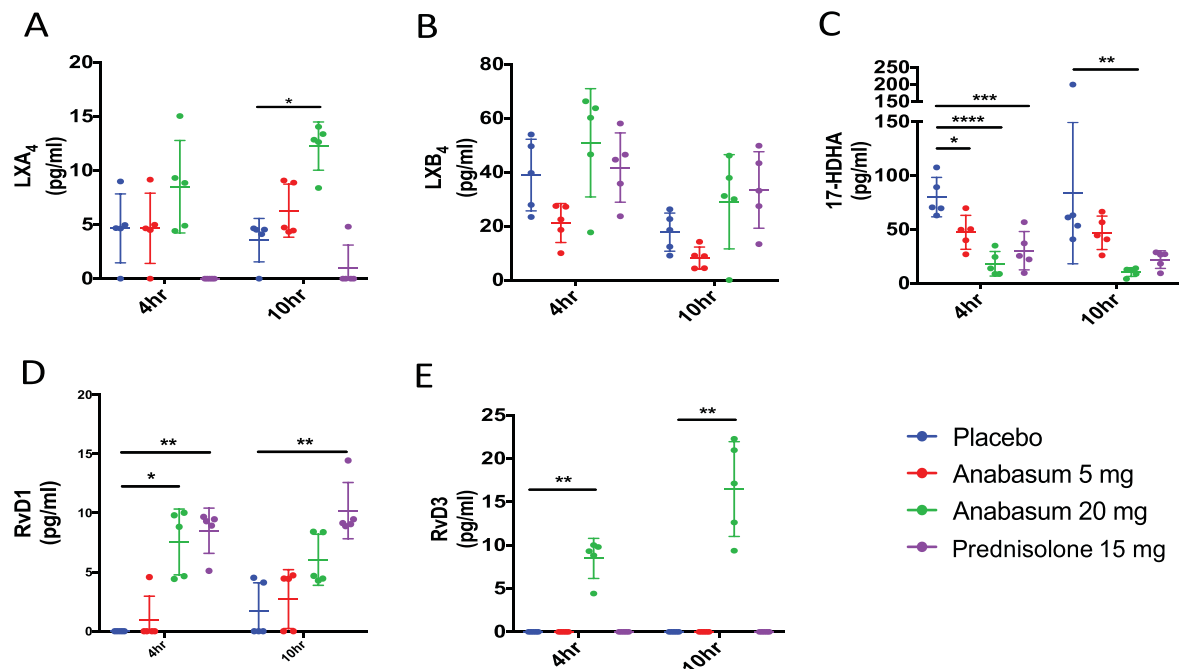 A
LXA4
(pg/ml)
20
15
10
5
0
*
4hr
10hr
B
LXB4
(pg/ml)
80
60
40
20
0
4hr
10hr
C
17-HDHA
(pg/ml)
250
200
150
150
100
50
0
***
****
*
**
4hr
10hr
D
RvD1
(pg/ml)
20
15
10
5
0
**
*
**
4hr
10hr
E
RvD3
(pg/ml)
25
20
15
10
5
0
**
**
4hr
10hr
Placebo
Anabasum 5 mg
Anabasum 20 mg
Prednisolone 15 mg